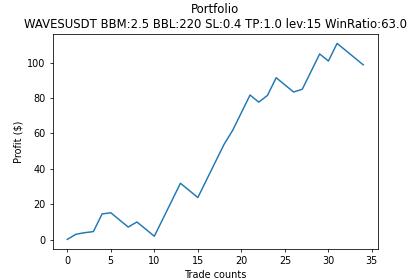 Portfolio
WAVESUSDT BBM:2.5 BBL:220 SL:0.4 TP:1.0 lev:15 WinRatio:63.0
Profit ($)
100
80
60
40
20
0
0 5 10 15 20 25 30 35
Trade counts